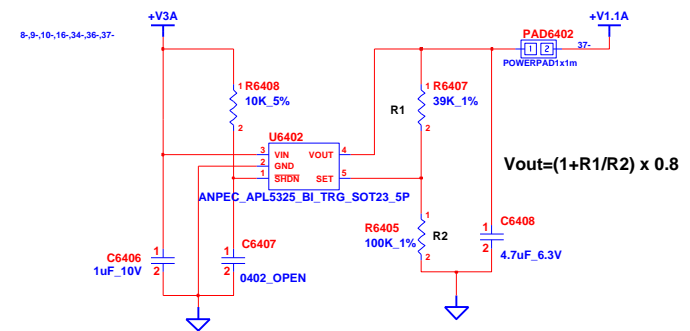 +V3A
8-,9-,10-,16-,34-,36-,37-
+V1.1A
PAD6402
1 2
37-
POWERPAD1x1m
1
R6408
10K_5%
2
1
R6407
39K_1%
2
R1
U6402
3 VIN VOUT 4
2 GND
1 SHDN SET 5
ANPEC_APL5325_BI_TRG_SOT23_5P
Vout=(1+R1/R2) x 0.8
1
R6405
100K_1%
2
R2
C6408
1
2
4.7uF_6.3V
C6406
1
2
1uF_10V
C6407
1
2
0402_OPEN